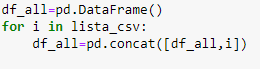 df_all=pd.DataFrame()
for i in lista_csv:
    df_all=pd.concat([df_all,i])